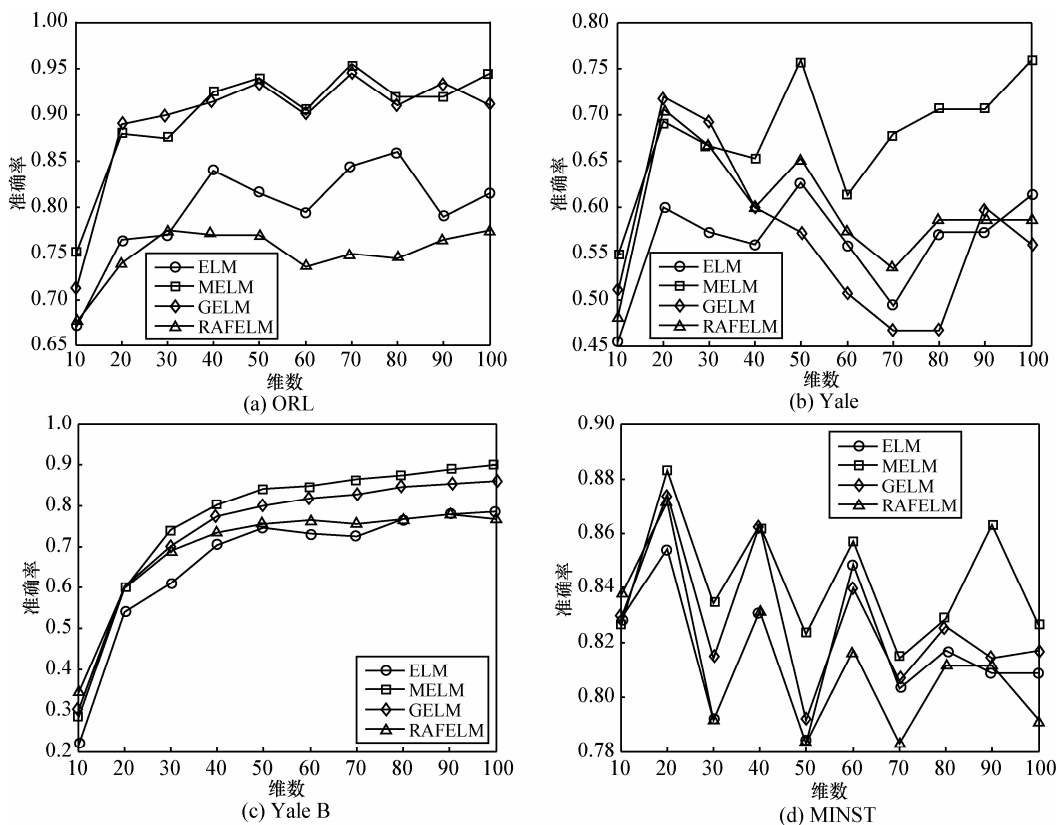 1.00
0.95
0.90
0.85
0.80
0.75
0.70
0.65
准确率
10 20 30 40 50 60 70 80 90 100
维数
ELM
MELM
GELM
RAFELM
(a) ORL
0.80
0.75
0.70
0.65
0.60
0.55
0.50
0.45
准确率
10 20 30 40 50 60 70 80 90 100
维数
ELM
MELM
GELM
RAFELM
(b) Yale
1.0
0.9
0.8
0.7
0.6
0.5
0.4
0.3
0.2
准确率
10 20 30 40 50 60 70 80 90 100
维数
ELM
MELM
GELM
RAFELM
(c) Yale B
0.90
0.88
0.86
0.84
0.82
0.80
0.78
准确率
10 20 30 40 50 60 70 80 90 100
维数
ELM
MELM
GELM
RAFELM
(d) MINST